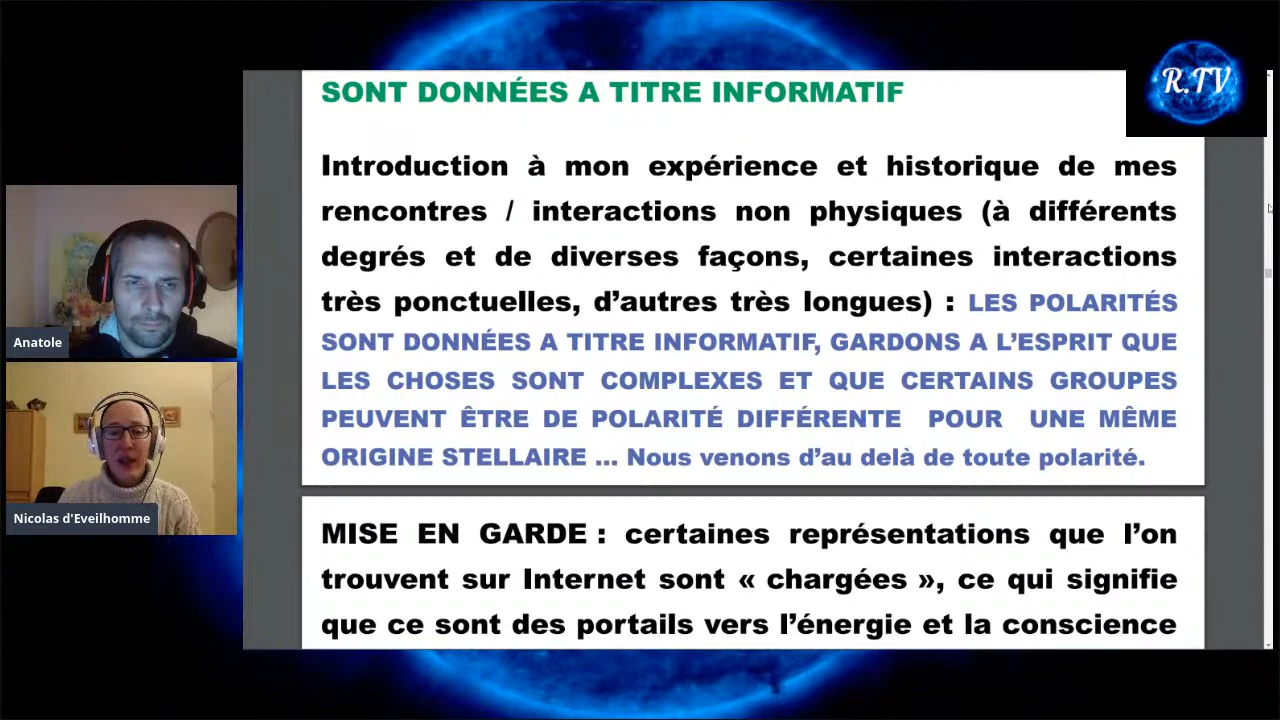 SONT DONNÉES A TITRE INFORMATIF
R.TV
Introduction à mon expérience et historique de mes
rencontres / interactions non physiques (à différents
degrés et de diverses façons, certaines interactions
très ponctuelles, d’autres très longues) : LES POLARITÉS
SONT DONNÉES A TITRE INFORMATIF, GARDONS A L’ESPRIT QUE
LES CHOSES SONT COMPLEXES ET QUE CERTAINS GROUPES
PEUVENT ÊTRE DE POLARITÉ DIFFÉRENTE POUR UNE MÊME
ORIGINE STELLAIRE ... Nous venons d’au delà de toute polarité.
MISE EN GARDE : certaines représentations que l’on
trouvent sur Internet sont « chargées », ce qui signifie
que ce sont des portails vers l’énergie et la conscience
Anatole
Nicolas d'Eveilhomme